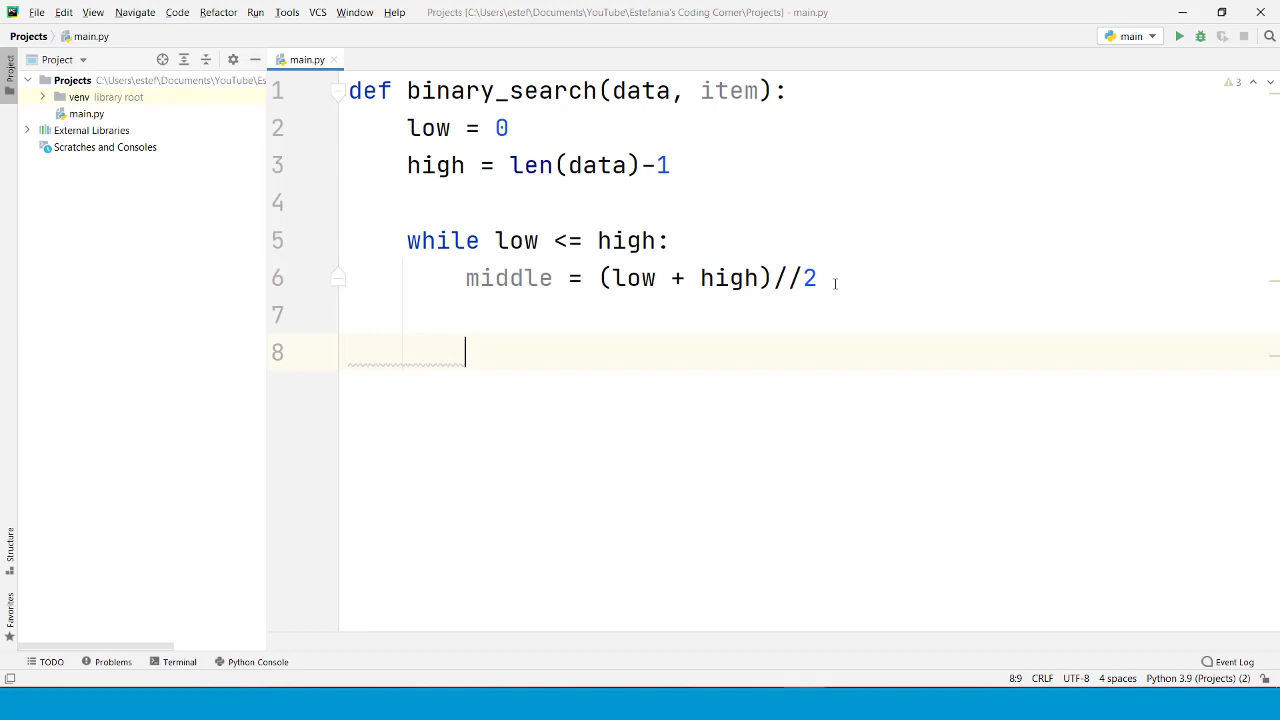 File Edit View Navigate Code Refactor Run Tools VCS Window Help Projects [C:\Users\estef\Documents\YouTube\Estefania's Coding Corner\Projects] - main.py
Projects main.py main
Project
Project main.py
Projects C:\Users\estef\Documents\YouTube\Es
venv library root
main.py
External Libraries
Scratches and Consoles
1 def binary_search(data, item):
2 low = 0
3 high = len(data)-1
4
5 while low <= high:
6 middle = (low + high)//2
7
8
3
Structure
Favorites
TODO Problems Terminal Python Console Event Log
8:9 CRLF UTF-8 4 spaces Python 3.9 (Projects) (2)